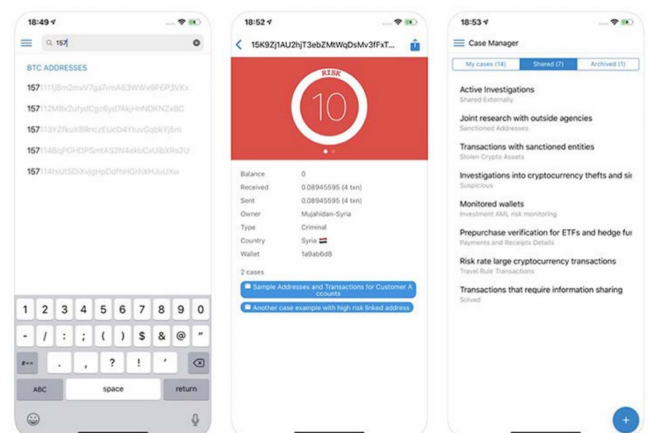 18:49
157
BTC ADDRESSES
1 2 3 4 5 6 7 8 9 0
- / : ; ( ) $ & @ "
#+= . , ? ! '
ABC space return
18:52
15K9Zj1AU2hjT3ebZMtWqDsMv3fFxT...
RISK
10
Balance 0
Received 0.08945595 (4 txn)
Sent 0.08945595 (4 txn)
Owner Mujahidan-Syria
Type Criminal
Country Syria
Wallet 1a9ab6d8
2 cases
Sample Addresses and Transactions for Customer A
ccounts
Another case example with high risk linked address
18:53
Case Manager
My cases (14) Shared (7) Archived (1)
Active Investigations
Shared Externally
Joint research with outside agencies
Sanctioned Addresses
Transactions with sanctioned entities
Stolen Crypto Assets
Investigations into cryptocurrency thefts and sir
Suspicious
Monitored wallets
Investment AML risk monitoring
Prepurchase verification for ETFs and hedge fur
Payments and Receipts Details
Risk rate large cryptocurrency transactions
Travel Rule Transactions
Transactions that require information sharing
Solved
+